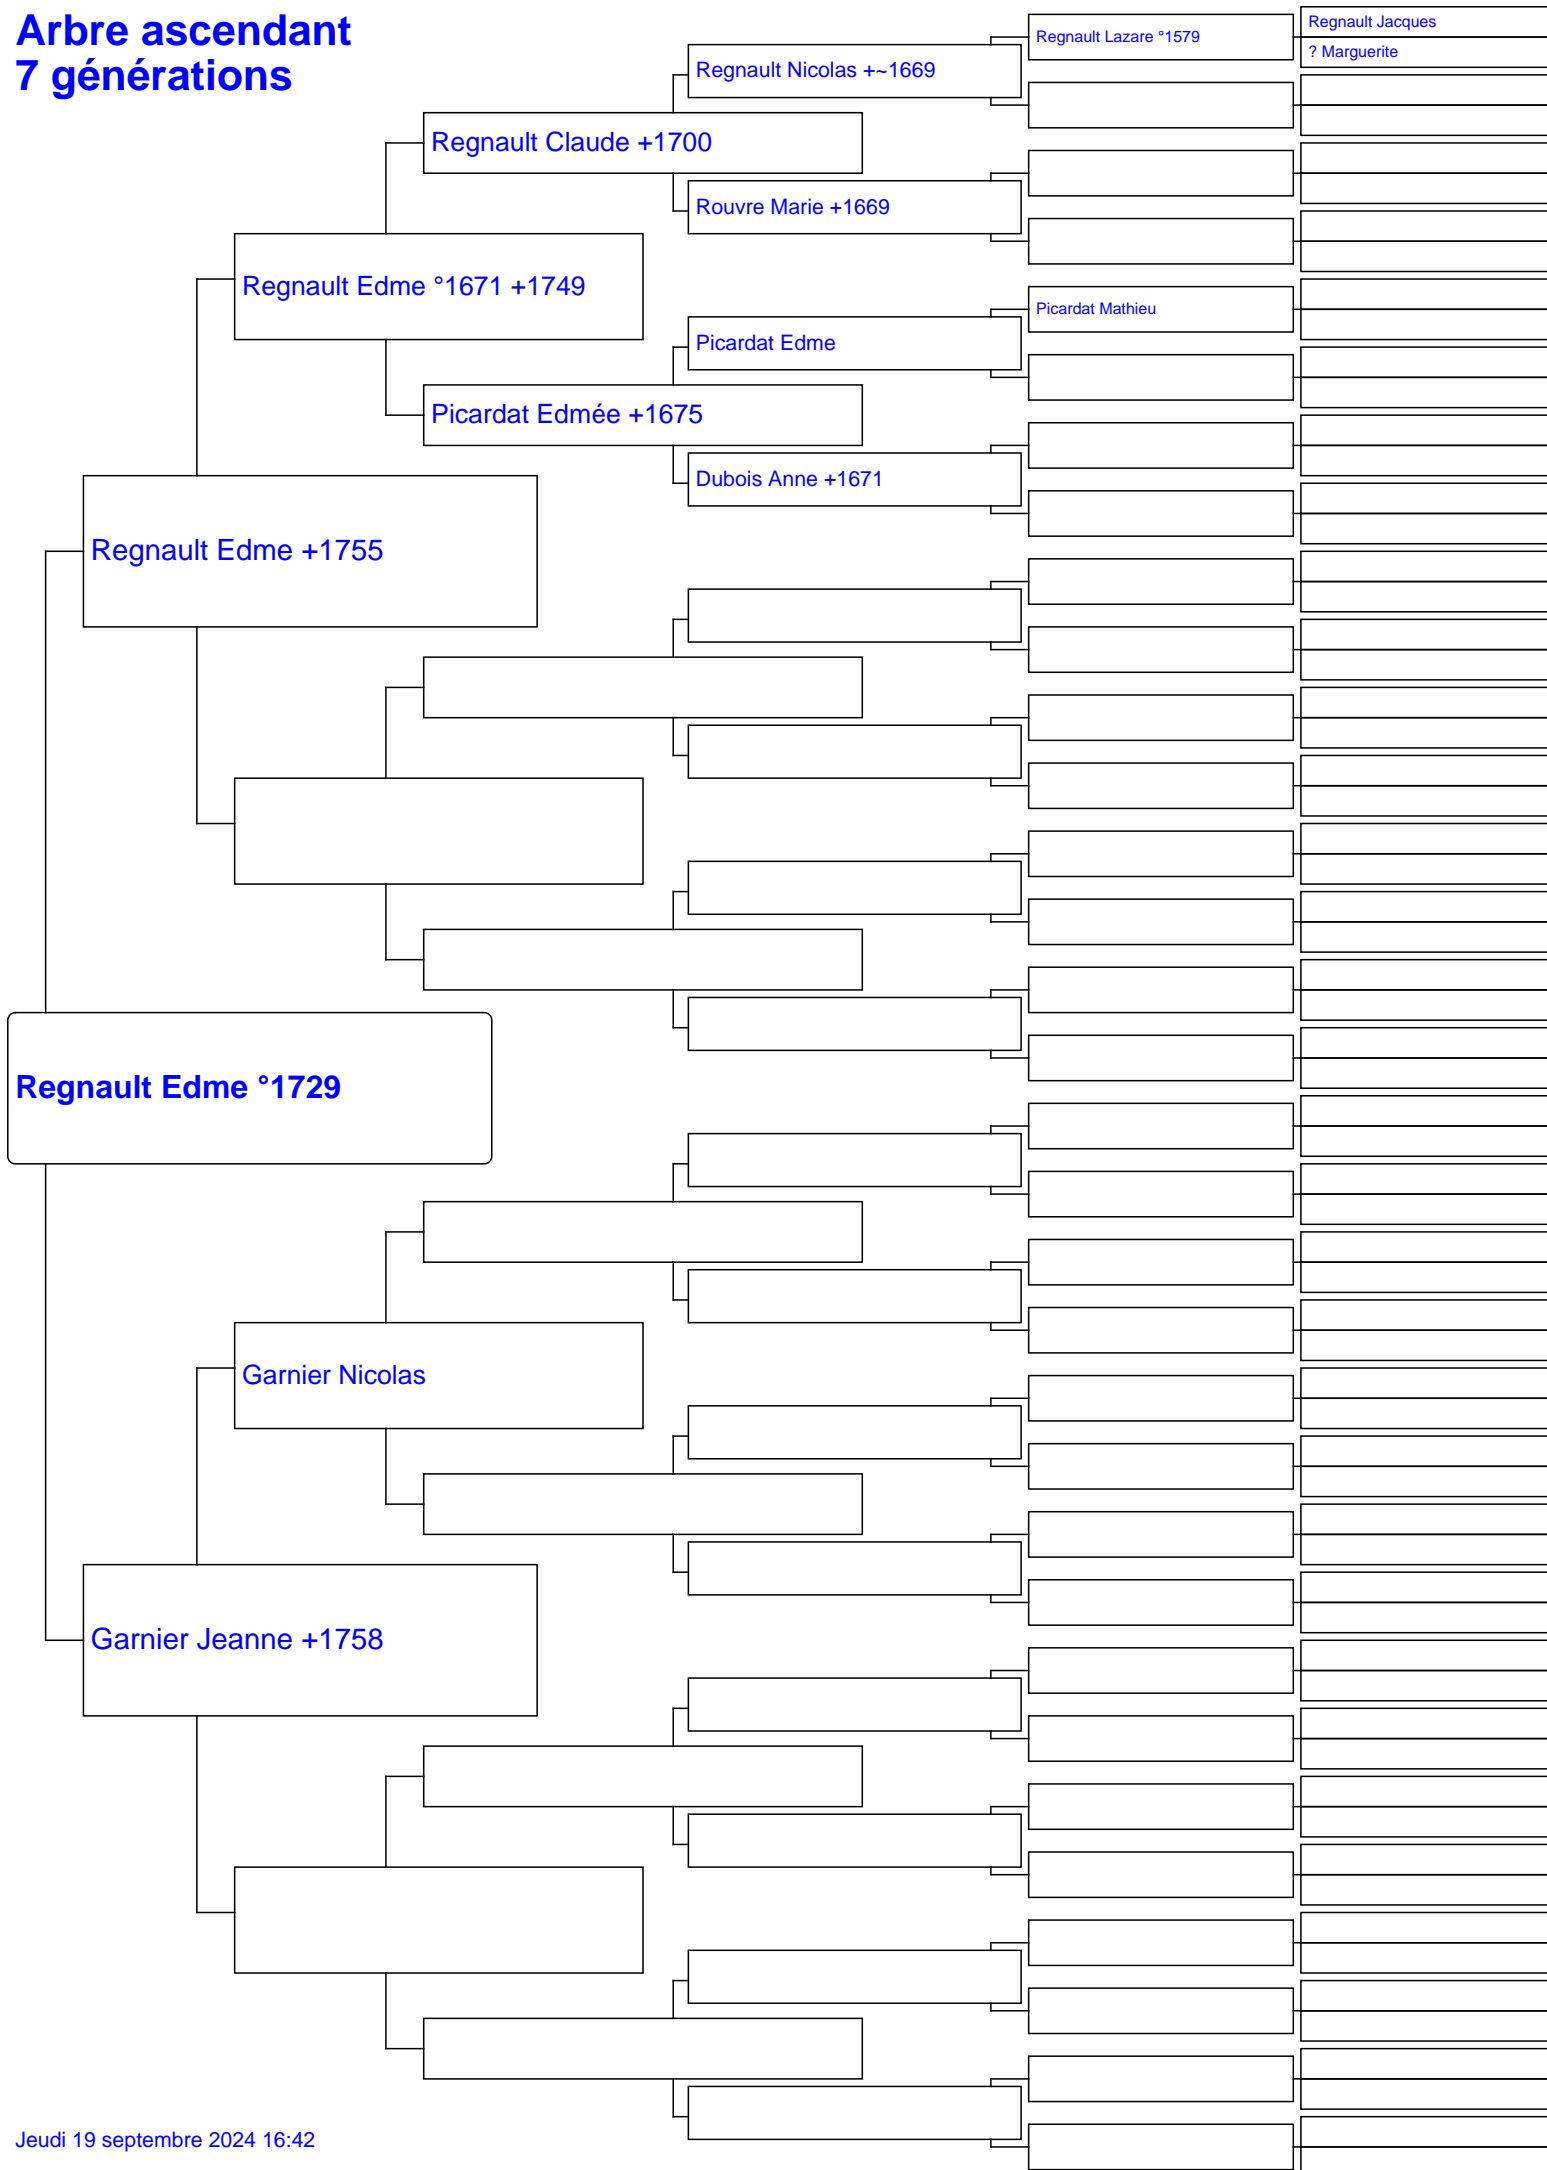 Arbre ascendant
7 générations
Regnault Jacques
Regnault Lazare °1579
? Marguerite
Regnault Nicolas +~1669
Regnault Claude +1700
Rouvre Marie +1669
Regnault Edme °1671 +1749
Picardat Mathieu
Picardat Edme
Picardat Edmée +1675
Dubois Anne +1671
Regnault Edme +1755
Regnault Edme °1729
Garnier Nicolas
Garnier Jeanne +1758
Jeudi 19 septembre 2024 16:42